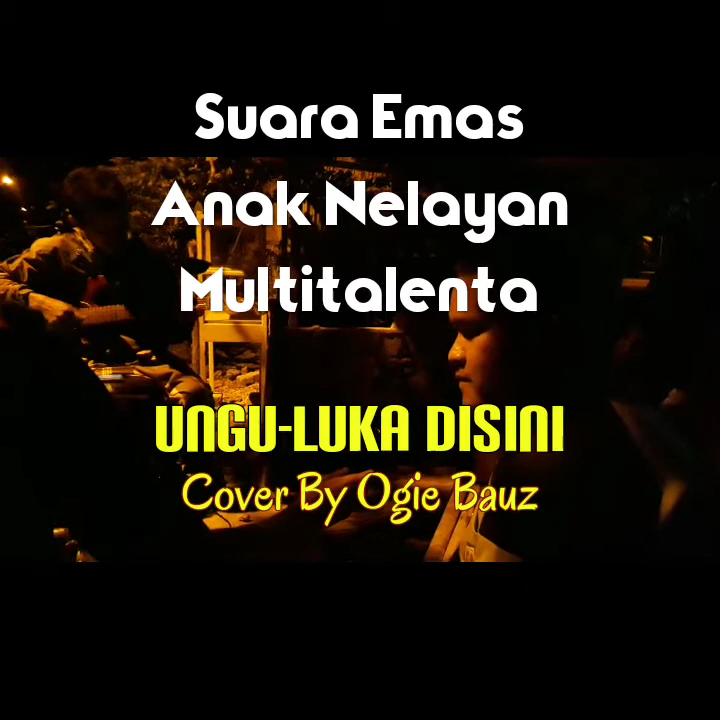 Suara Emas
Anak Nelayan
Multitalenta
UNGU-LUKA DISINI
Cover By Ogie Bauz